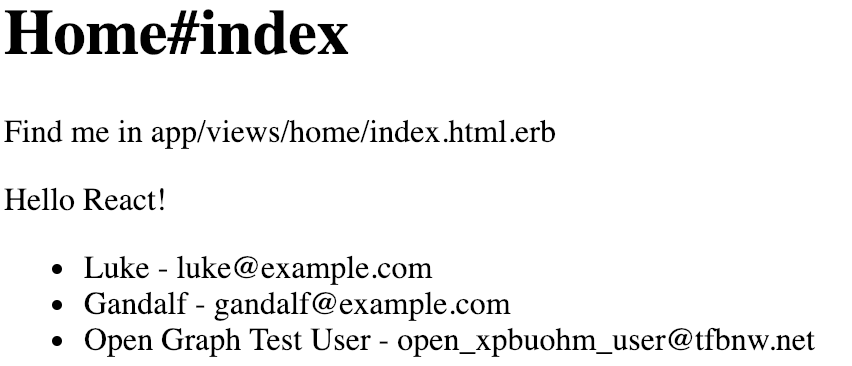 Home#index
Find me in app/views/home/index.html.erb
Hello React!
• Luke - luke@example.com
• Gandalf - gandalf@example.com
• Open Graph Test User - open_xpbuohm_user@tfbnw.net